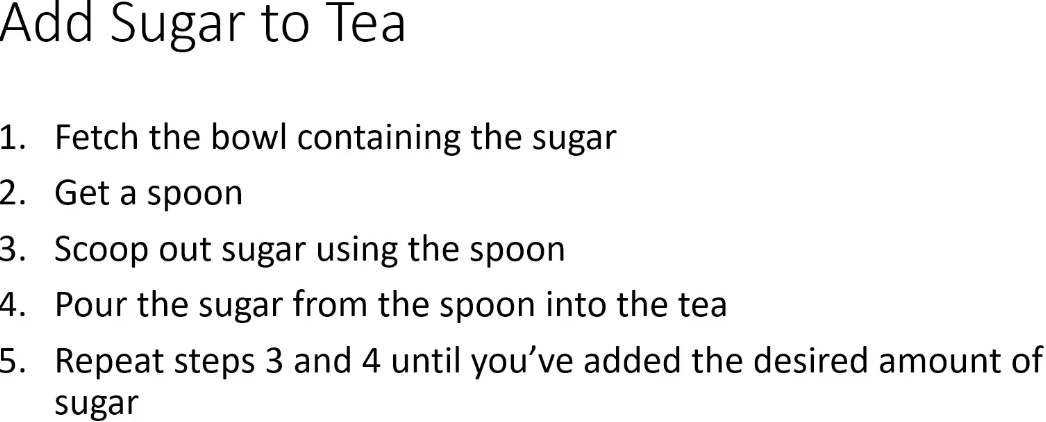 Add Sugar to Tea
1. Fetch the bowl containing the sugar
2. Get a spoon
3. Scoop out sugar using the spoon
4. Pour the sugar from the spoon into the tea
5. Repeat steps 3 and 4 until you’ve added the desired amount of
sugar